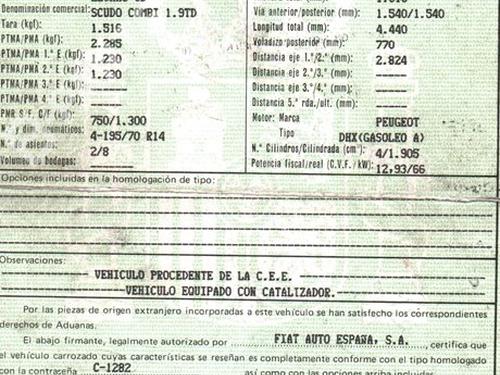 Denominación comercial: SCUDO COMBI 1.9TD
Tara (kgf): 1.516
PTMA/PMA (kgf): 2.285
PTMA/PMA 1.º E (kgf): 1.230
PTMA/PMA 2.º E (kgf): 1.230
PTMA/PMA 3.º E (kgf): -----
PTMA/PMA 4.º E (kgf): -----
PMR S/F. C/F (kgf) 750/1.300
N.º y dim. neumáticos: 4-195/70 R14
N.º de asientos: 2/8
Volumen de bodegas: -----
Vía anterior/posterior (mm): 1.540/1.540
Longitud total (mm): 4.440
Voladizo posterior (mm): 770
Distancia eje 1.º/2.º (mm): 2.824
Distancia eje 2.º/3.º (mm): -----
Distancia eje 3.º/4.º (mm): -----
Distancia 5.ª rda./ult. (mm): -----
Motor: Marca PEUGEOT
Tipo DHX(GASOLEO A)
N.º Cilindros/Cilindrada (cm³): 4/1.905
Potencia fiscal/real (C.V.F./kW): 12,93/66
Opciones incluidas en la homologación de tipo:
Observaciones:
VEHICULO PROCEDENTE DE LA C.E.E.
VEHICULO EQUIPADO CON CATALIZADOR.
Por las piezas de origen extranjero incorporadas a este vehículo se han satisfecho los correspondientes
derechos de Aduanas.
El abajo firmante, legalmente autorizado por FIAT AUTO ESPAÑA, S.A. , certifica que
el vehículo carrozado cuyas características se reseñan es completamente conforme con el tipo homologado
con la contraseña C-1282 así como con las opciones arriba incluidas